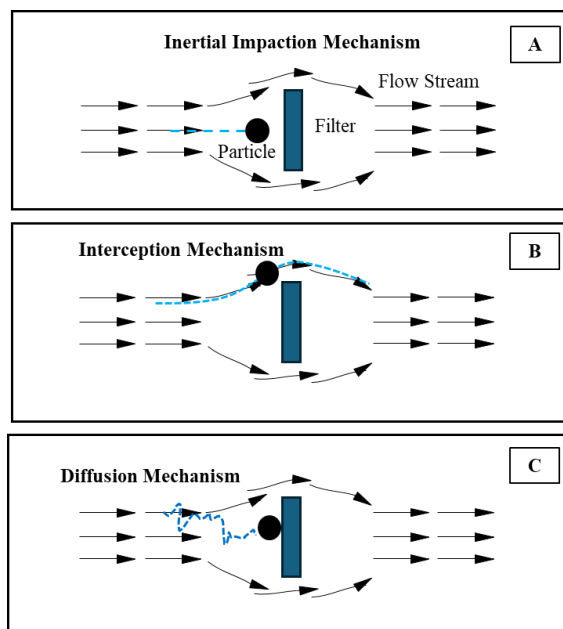 Inertial Impaction Mechanism
A
Flow Stream
Filter
Particle
Interception Mechanism
B
Diffusion Mechanism
C